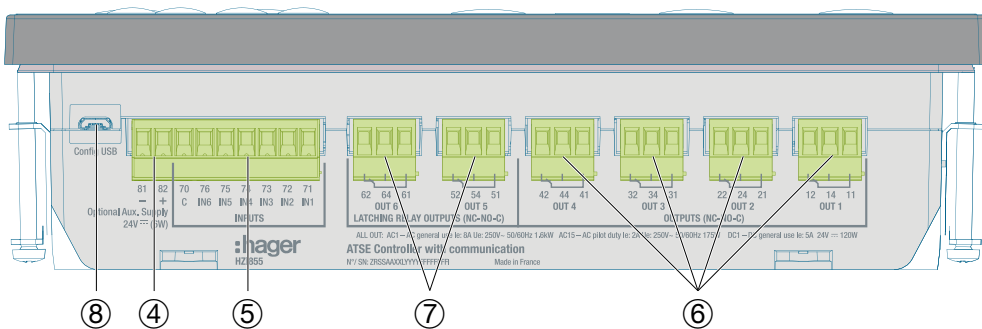 Config USB
81 82 70 76 75 74 73 72 71
− + C IN6 IN5 IN4 IN3 IN2 IN1
Optional Aux. Supply
24V (5W)
INPUTS
62 64 61 52 54 51 42 44 41 32 34 31 22 24 21 12 14 11
OUT 6 OUT 5 OUT 4 OUT 3 OUT 2 OUT 1
LATCHING RELAY OUTPUTS (NC-NO-C) OUTPUTS (NC-NO-C)
ALL OUT: AC1 – AC general use Ie: 8A Ue: 250V~ 50/60Hz 1.6kW AC15 – AC pilot duty Ie: 2A Ue: 250V~ 50/60Hz 175W DC1 – DC general use Ie: 5A 24V 120W
:hager
ATSE Controller with communication
N°/ SN: Made in France
⑧ ④ ⑤ ⑦ ⑥